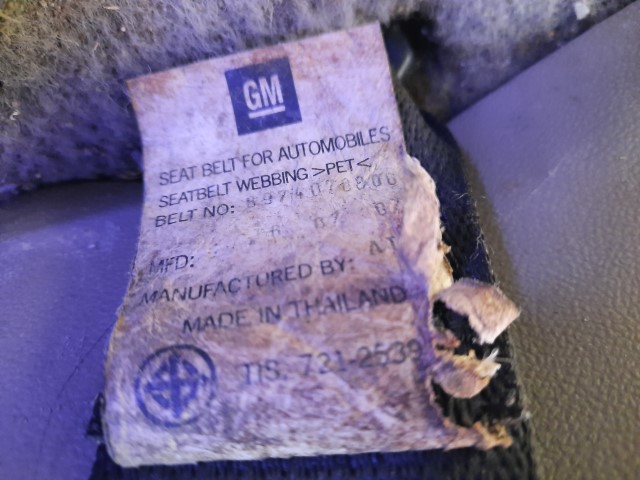 GM
SEAT BELT FOR AUTOMOBILES
SEATBELT WEBBING >PET<
BELT NO:
MFD:
MANUFACTURED BY: AT
MADE IN THAILAND
TIS. 721-2539